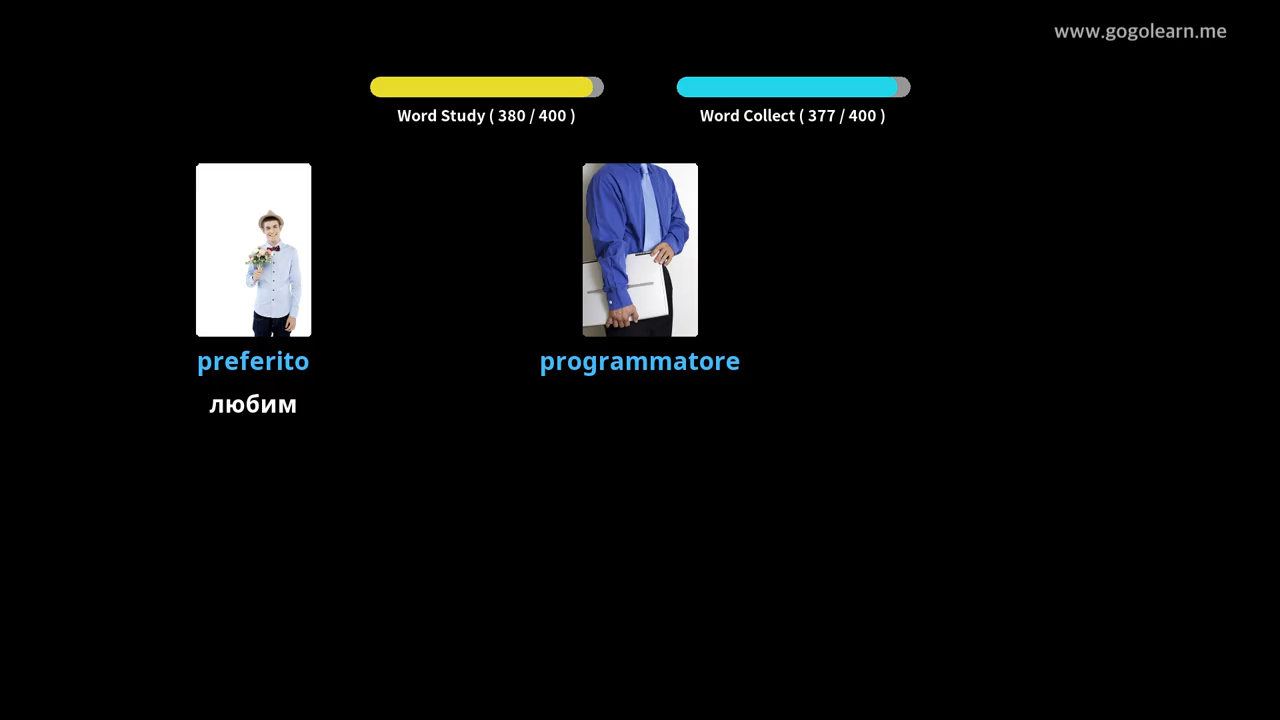 www.gogolearn.me
Word Study ( 380 / 400 )
Word Collect ( 377 / 400 )
preferito
programmatore
любим